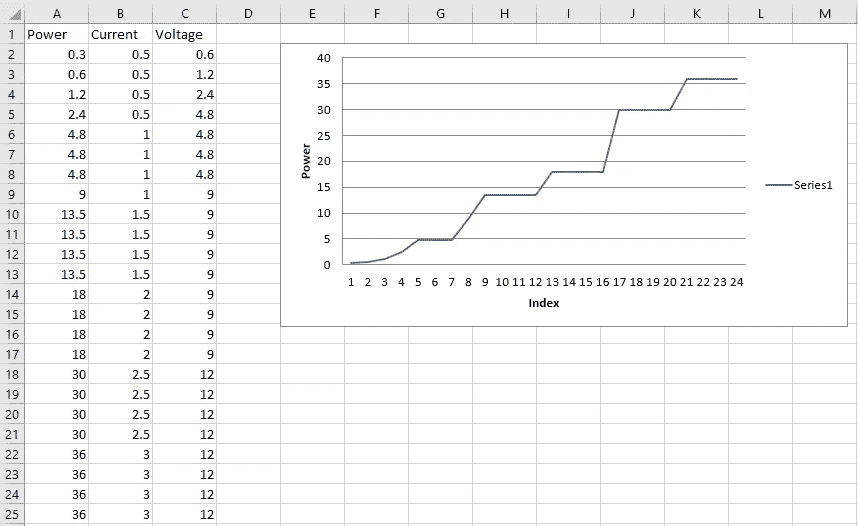 A B C D E F G H I J K L M
1 Power Current Voltage
2 0.3 0.5 0.6
3 0.6 0.5 1.2
4 1.2 0.5 2.4
5 2.4 0.5 4.8
6 4.8 1 4.8
7 4.8 1 4.8
8 4.8 1 4.8
9 9 1 9
10 13.5 1.5 9
11 13.5 1.5 9
12 13.5 1.5 9
13 13.5 1.5 9
14 18 2 9
15 18 2 9
16 18 2 9
17 18 2 9
18 30 2.5 12
19 30 2.5 12
20 30 2.5 12
21 30 2.5 12
22 36 3 12
23 36 3 12
24 36 3 12
25 36 3 12
40
35
30
25
20
15
10
5
0
Power
1 2 3 4 5 6 7 8 9 10 11 12 13 14 15 16 17 18 19 20 21 22 23 24
Index
Series1